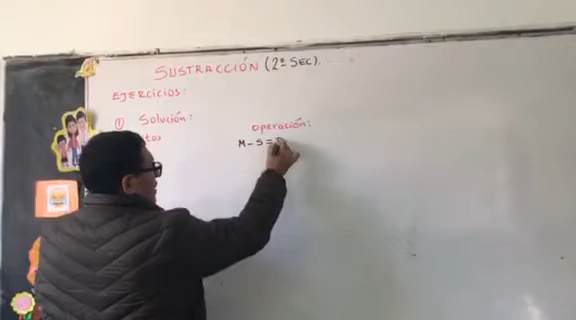 SUSTRACCIÓN (2º SEC).
EJERCICIOS:
① Solución:
Operación:
M - S =